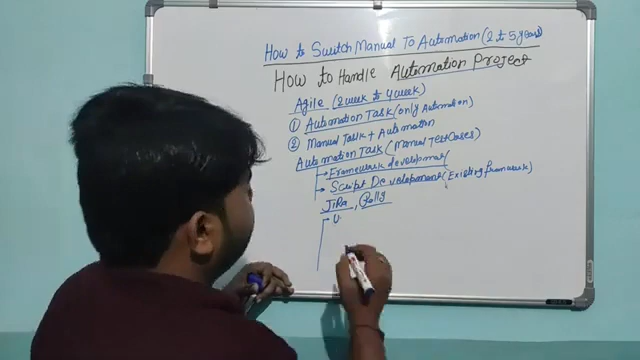 How to Switch Manual To Automation (2 to 5 years)
How to Handle Automation Project
Agile (2 week to 4 week)
① Automation Task (only Automation)
② Manual Task + Automation
Automation Task (Manual Test Cases)
→ Framework development
→ Script Development (Existing framework)
JiRa, Rally
→ U